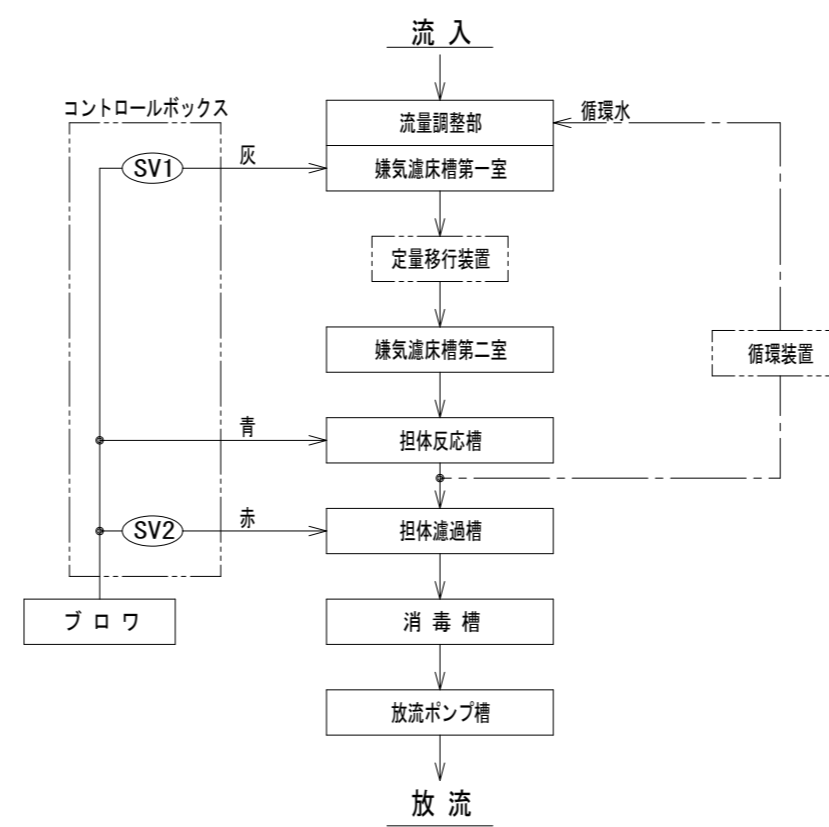 流 入
コントロールボックス
流量調整部
循環水
SV1
灰
嫌気濾床槽第一室
定量移行装置
嫌気濾床槽第二室
循環装置
青
担体反応槽
SV2
赤
担体濾過槽
ブ ロ ワ
消 毒 槽
放流ポンプ槽
放 流